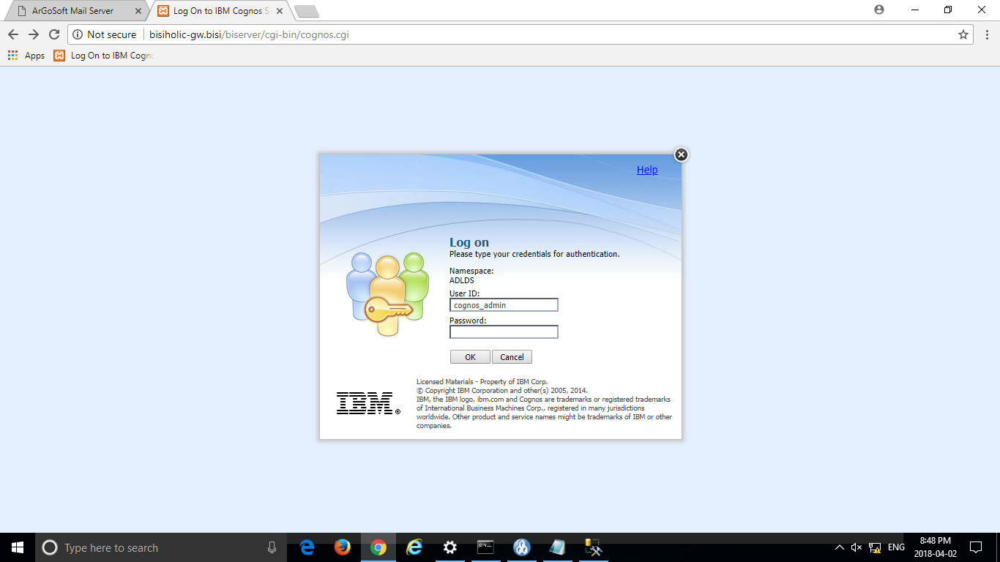 ArGoSoft Mail Server
Log On to IBM Cognos S
Not secure
bisiholic-gw.bisi/biserver/cgi-bin/cognos.cgi
Apps
Log On to IBM Cogno
Help
Log on
Please type your credentials for authentication.
Namespace:
ADLDS
User ID:
cognos_admin
Password:
OK
Cancel
Licensed Materials - Property of IBM Corp.
© Copyright IBM Corporation and other(s) 2005, 2014.
IBM, the IBM logo, ibm.com and Cognos are trademarks or registered trademarks
of International Business Machines Corp., registered in many jurisdictions
worldwide. Other product and service names might be trademarks of IBM or other
companies.
IBM®
Type here to search
ENG
8:48 PM
2018-04-02